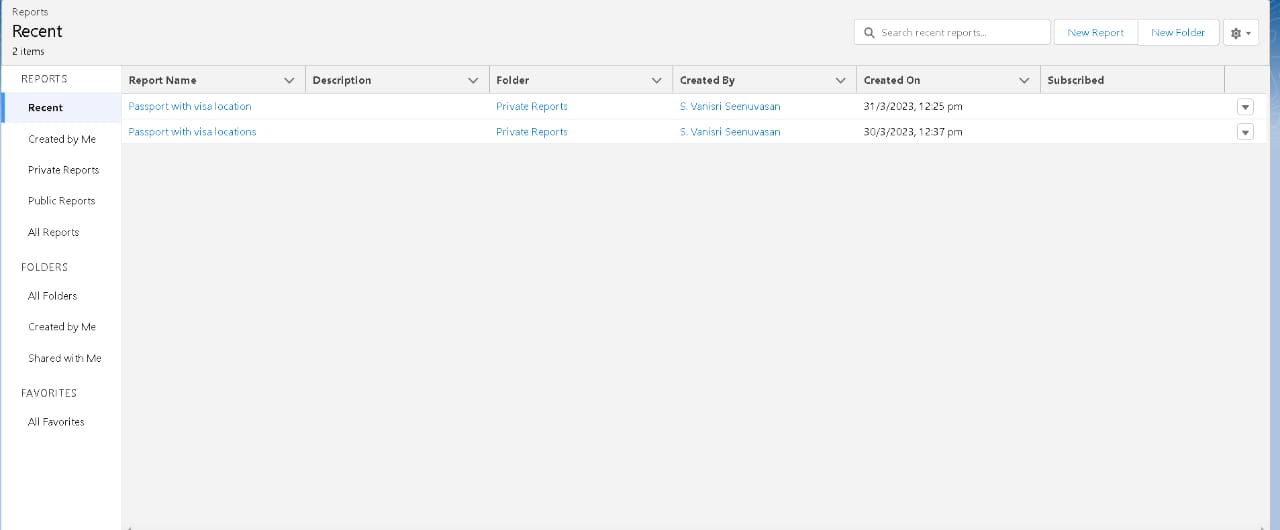 Reports
Recent
2 items
Search recent reports...
New Report
New Folder
REPORTS
Recent
Created by Me
Private Reports
Public Reports
All Reports
FOLDERS
All Folders
Created by Me
Shared with Me
FAVORITES
All Favorites
Report Name Description Folder Created By Created On Subscribed
Passport with visa location Private Reports S. Vanisri Seenuvasan 31/3/2023, 12:25 pm
Passport with visa locations Private Reports S. Vanisri Seenuvasan 30/3/2023, 12:37 pm